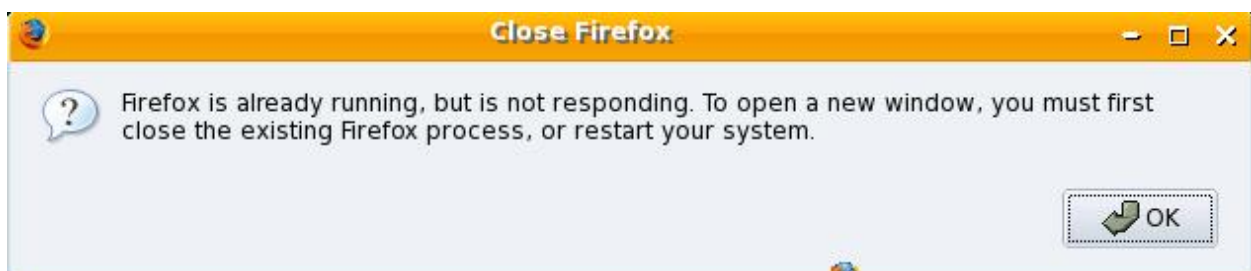 Close Firefox
Firefox is already running, but is not responding. To open a new window, you must first
close the existing Firefox process, or restart your system.
OK